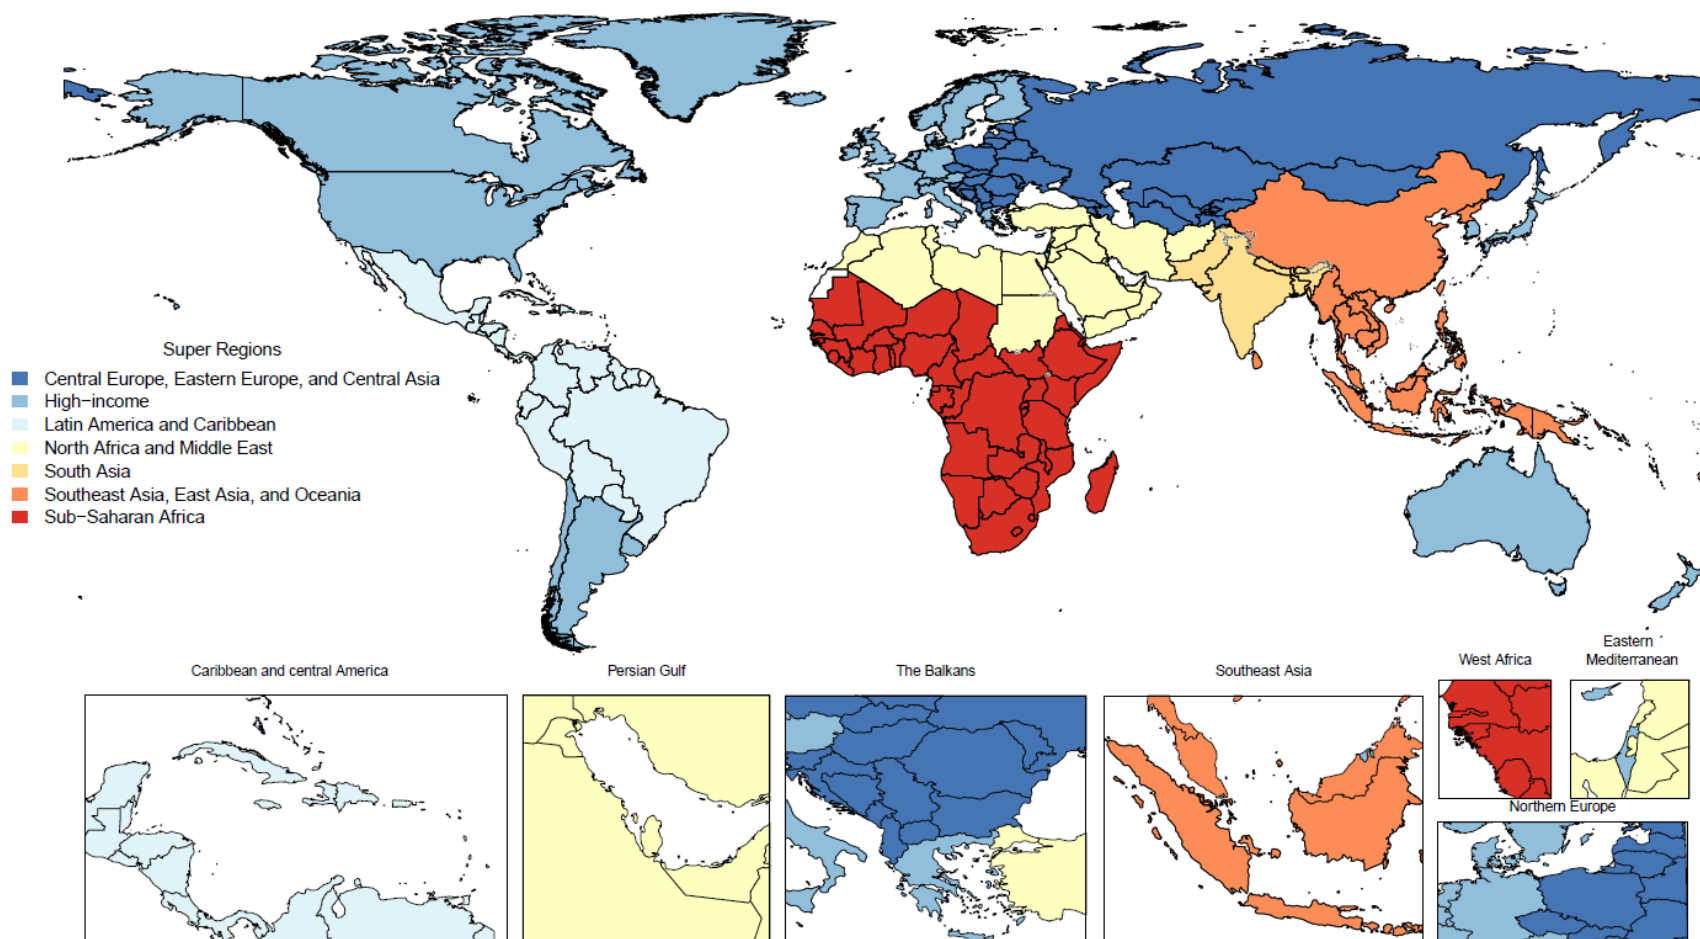 Super Regions
Central Europe, Eastern Europe, and Central Asia
High−income
Latin America and Caribbean
North Africa and Middle East
South Asia
Southeast Asia, East Asia, and Oceania
Sub−Saharan Africa
Caribbean and central America
Persian Gulf
The Balkans
Southeast Asia
West Africa
Eastern
Mediterranean
Northern Europe